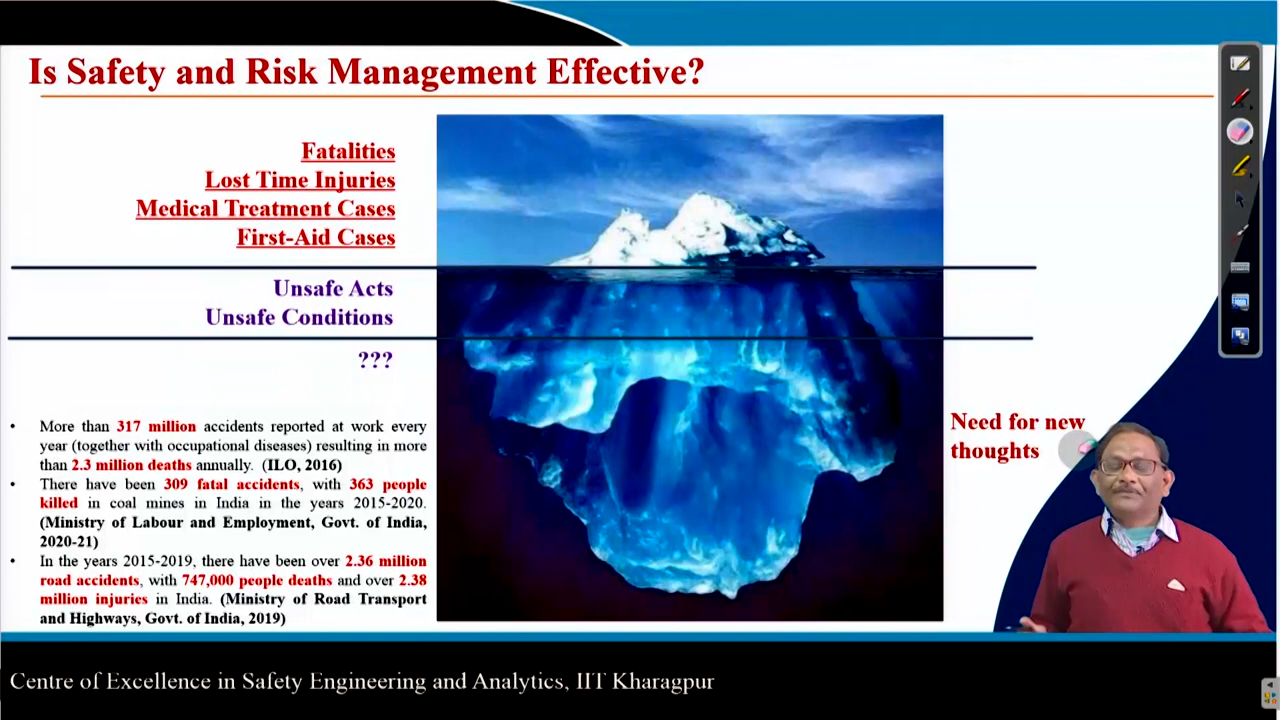 Is Safety and Risk Management Effective?
Fatalities
Lost Time Injuries
Medical Treatment Cases
First-Aid Cases
Unsafe Acts
Unsafe Conditions
???
• More than 317 million accidents reported at work every
year (together with occupational diseases) resulting in more
than 2.3 million deaths annually. (ILO, 2016)
• There have been 309 fatal accidents, with 363 people
killed in coal mines in India in the years 2015-2020.
(Ministry of Labour and Employment, Govt. of India,
2020-21)
• In the years 2015-2019, there have been over 2.36 million
road accidents, with 747,000 people deaths and over 2.38
million injuries in India. (Ministry of Road Transport
and Highways, Govt. of India, 2019)
Need for new
thoughts
Centre of Excellence in Safety Engineering and Analytics, IIT Kharagpur